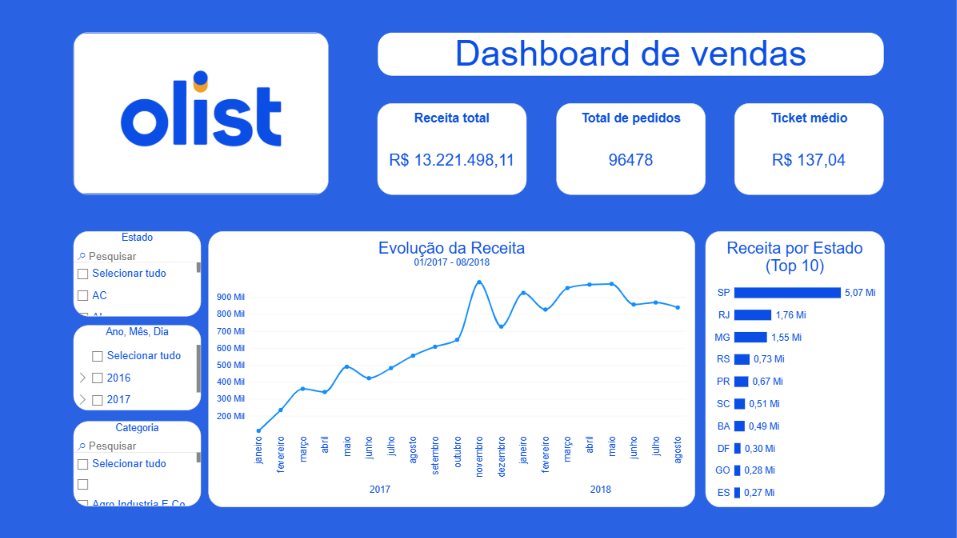 olist
Dashboard de vendas
Receita total
R$ 13.221.498,11
Total de pedidos
96478
Ticket médio
R$ 137,04
Estado
Pesquisar
Selecionar tudo
AC
AL
Ano, Mês, Dia
Selecionar tudo
2016
2017
Categoria
Pesquisar
Selecionar tudo
Agro Industria E Co
Evolução da Receita
01/2017 - 08/2018
900 Mil
800 Mil
700 Mil
600 Mil
500 Mil
400 Mil
300 Mil
200 Mil
janeiro
fevereiro
março
abril
maio
junho
julho
agosto
setembro
outubro
novembro
dezembro
janeiro
fevereiro
março
abril
maio
junho
julho
agosto
2017
2018
Receita por Estado
(Top 10)
SP 5,07 Mi
RJ 1,76 Mi
MG 1,55 Mi
RS 0,73 Mi
PR 0,67 Mi
SC 0,51 Mi
BA 0,49 Mi
DF 0,30 Mi
GO 0,28 Mi
ES 0,27 Mi